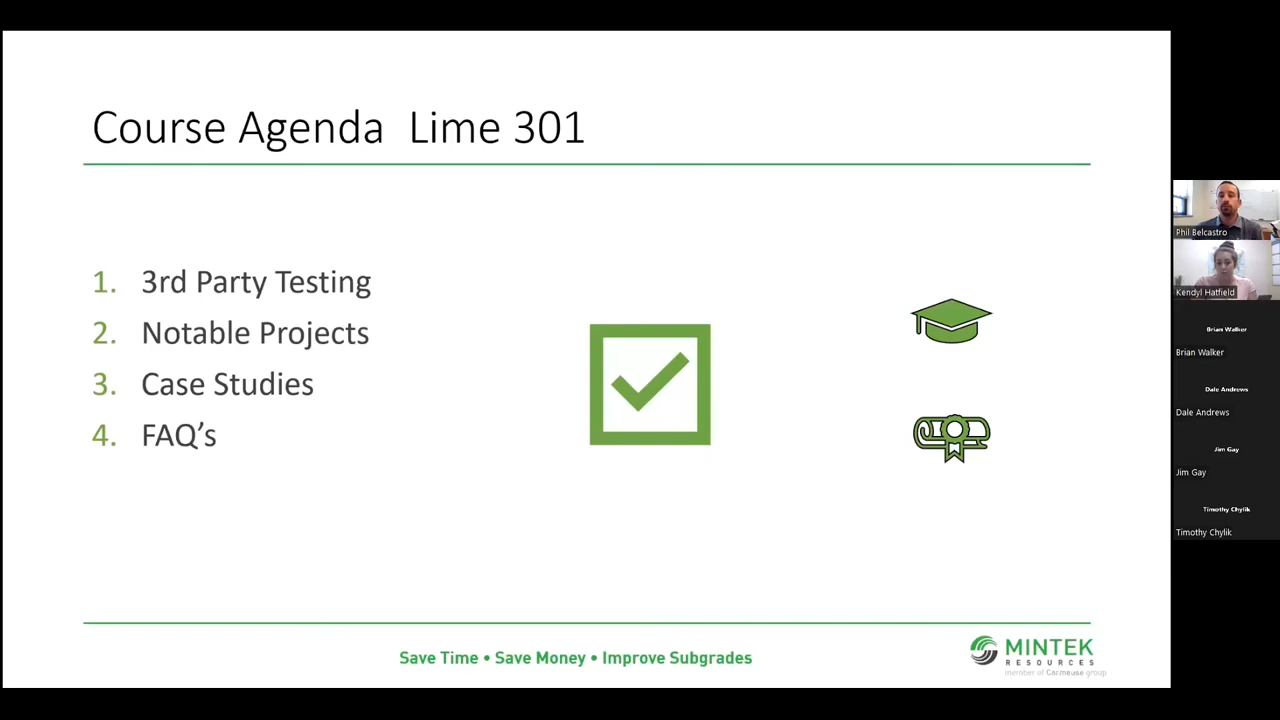 Course Agenda Lime 301
1. 3rd Party Testing
2. Notable Projects
3. Case Studies
4. FAQ’s
Save Time • Save Money • Improve Subgrades
MINTEK
RESOURCES
member of Carmeuse group
Phil Belcastro
Kendyl Hatfield
Brian Walker
Brian Walker
Dale Andrews
Dale Andrews
Jim Gay
Jim Gay
Timothy Chylik
Timothy Chylik